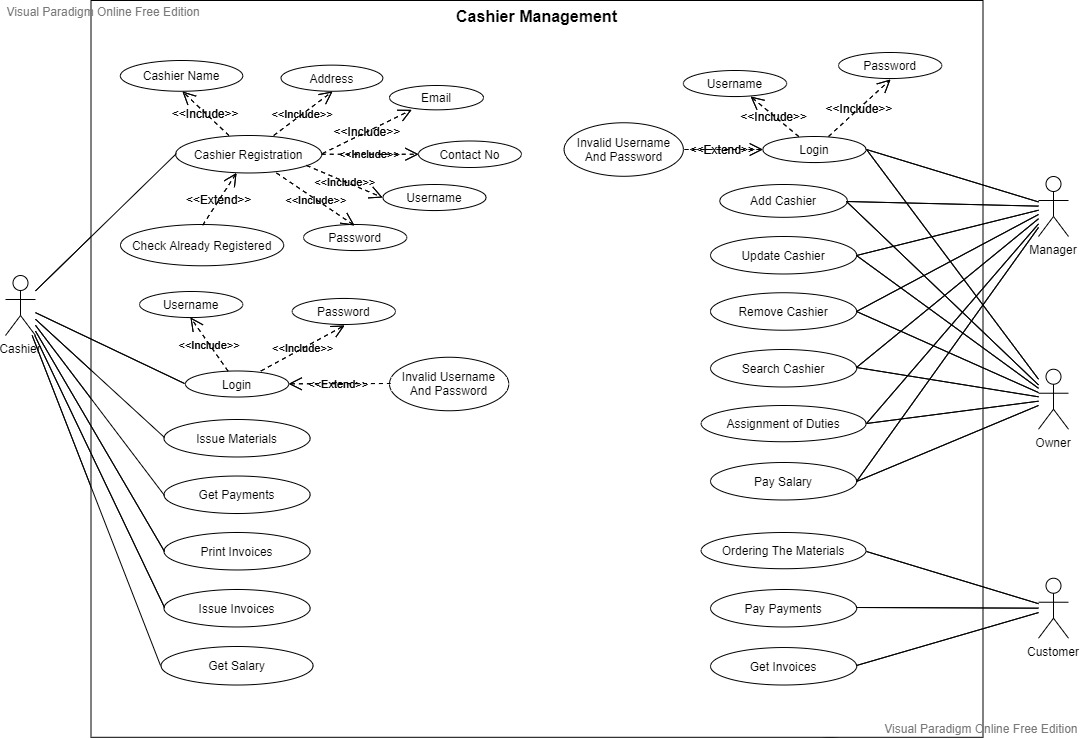 Visual Paradigm Online Free Edition
Cashier Management
Cashier Name
Address
Email
<<Include>>
<<Include>>
<<Include>>
Cashier Registration
<<Include>>
Contact No
<<Include>>
Username
<<Extend>>
<<Include>>
Password
Check Already Registered
Username
Password
<<Include>>
<<Include>>
Login
<<Extend>>
Invalid Username
And Password
Cashier
Issue Materials
Get Payments
Print Invoices
Issue Invoices
Get Salary
Username
Password
<<Include>>
<<Include>>
Invalid Username
And Password
<<Extend>>
Login
Add Cashier
Update Cashier
Remove Cashier
Search Cashier
Assignment of Duties
Pay Salary
Ordering The Materials
Pay Payments
Get Invoices
Manager
Owner
Customer
Visual Paradigm Online Free Edition